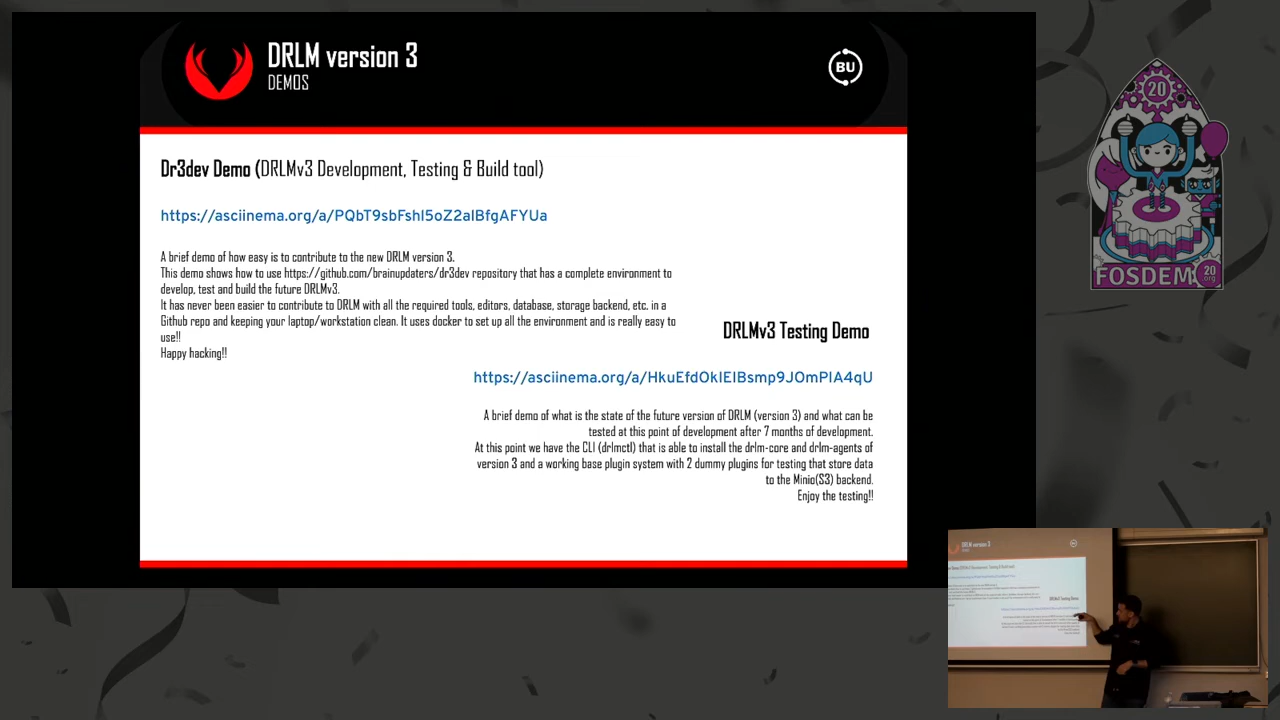 DRLM version 3
DEMOS
BU
Dr3dev Demo (DRLMv3 Development, Testing & Build tool)
https://asciinema.org/a/PQbT9sbFshI5oZ2aIBfgAFYUa
A brief demo of how easy is to contribute to the new DRLM version 3.
This demo shows how to use https://github.com/brainupdaters/dr3dev repository that has a complete environment to
develop, test and build the future DRLMv3.
It has never been easier to contribute to DRLM with all the required tools, editors, database, storage backend, etc. in a
Github repo and keeping your laptop/workstation clean. It uses docker to set up all the environment and is really easy to
use!!
Happy hacking!!
DRLMv3 Testing Demo
https://asciinema.org/a/HkuEfdOkIEIBsmp9JOmPIA4qU
A brief demo of what is the state of the future version of DRLM (version 3) and what can be
tested at this point of development after 7 months of development.
At this point we have the CLI (drlmctl) that is able to install the drlm-core and drlm-agents of
version 3 and a working base plugin system with 2 dummy plugins for testing that store data
to the Minio(S3) backend.
Enjoy the testing!!
20
FOSDEM
20
.org
DRLM version 3
DRLMv3 Testing Demo